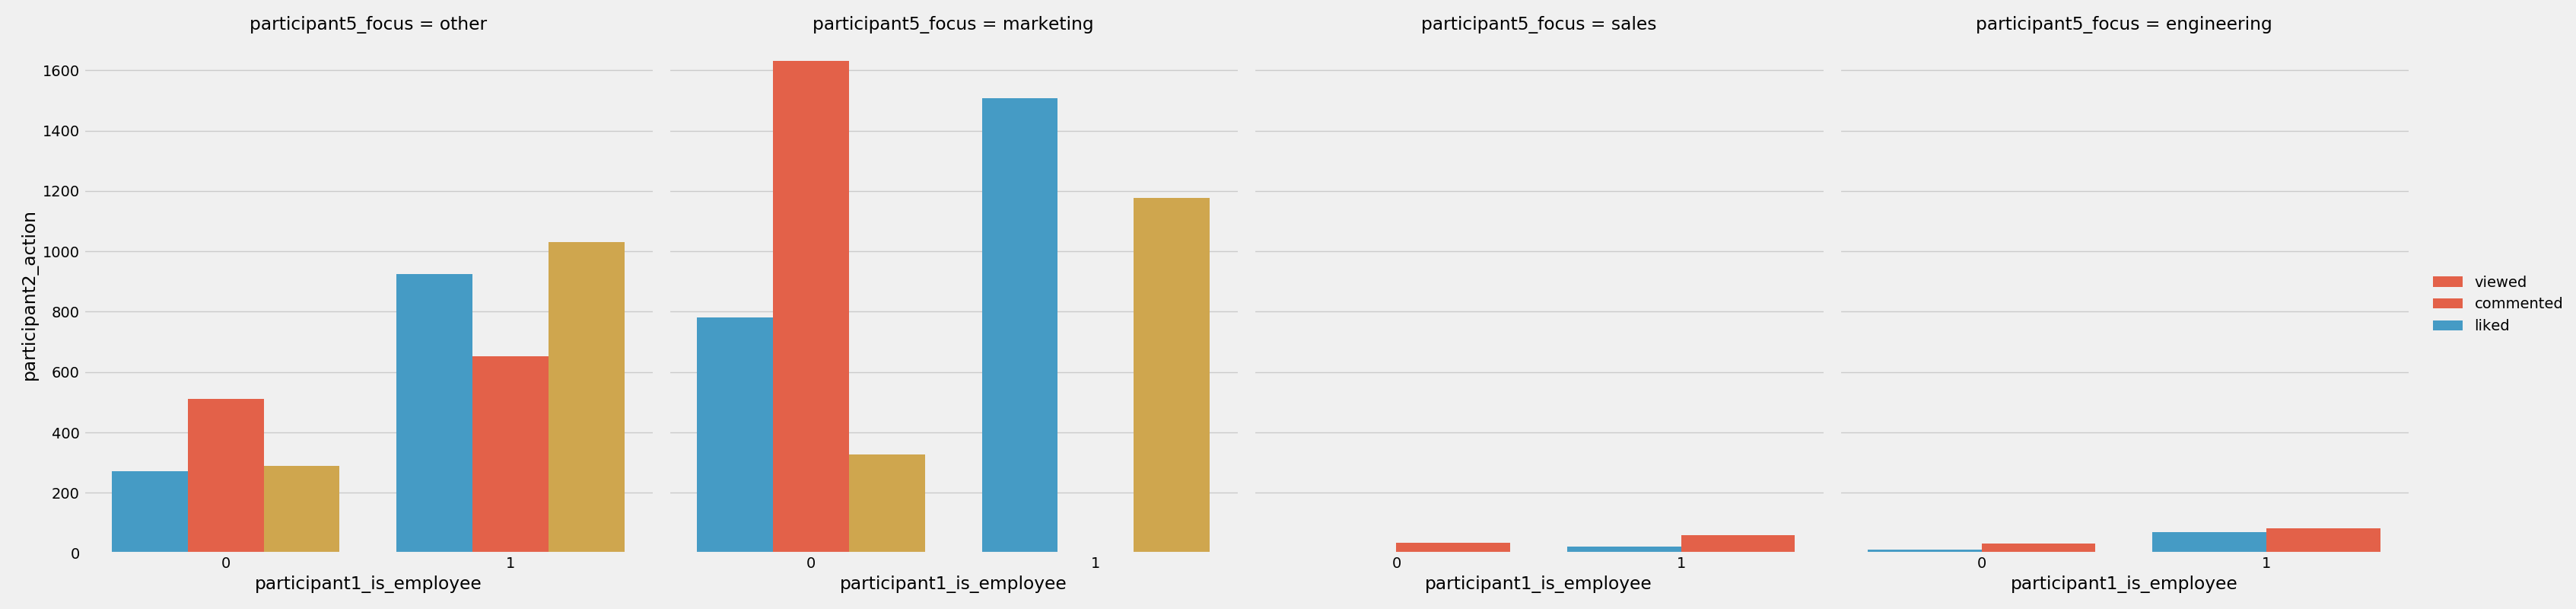 participant5_focus = other
participant5_focus = marketing
participant5_focus = sales
participant5_focus = engineering
participant2_action
1600
1400
1200
1000
800
600
400
200
0
0
1
0
1
0
1
0
1
participant1_is_employee
participant1_is_employee
participant1_is_employee
participant1_is_employee
viewed
commented
liked